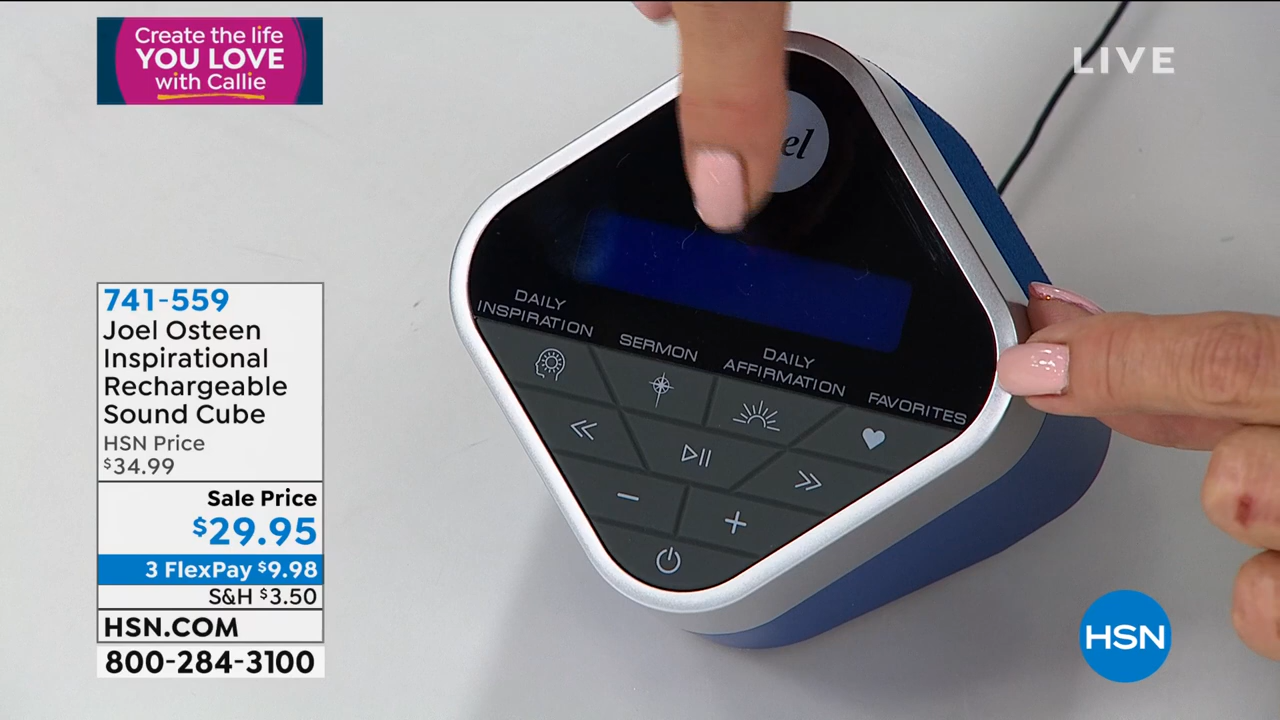 Create the life
YOU LOVE
with Callie
LIVE
741-559
Joel Osteen
Inspirational
Rechargeable
Sound Cube
HSN Price
$34.99
Sale Price
$29.95
3 FlexPay $9.98
S&H $3.50
HSN.COM
800-284-3100
el
DAILY
INSPIRATION
SERMON
DAILY
AFFIRMATION
FAVORITES
HSN